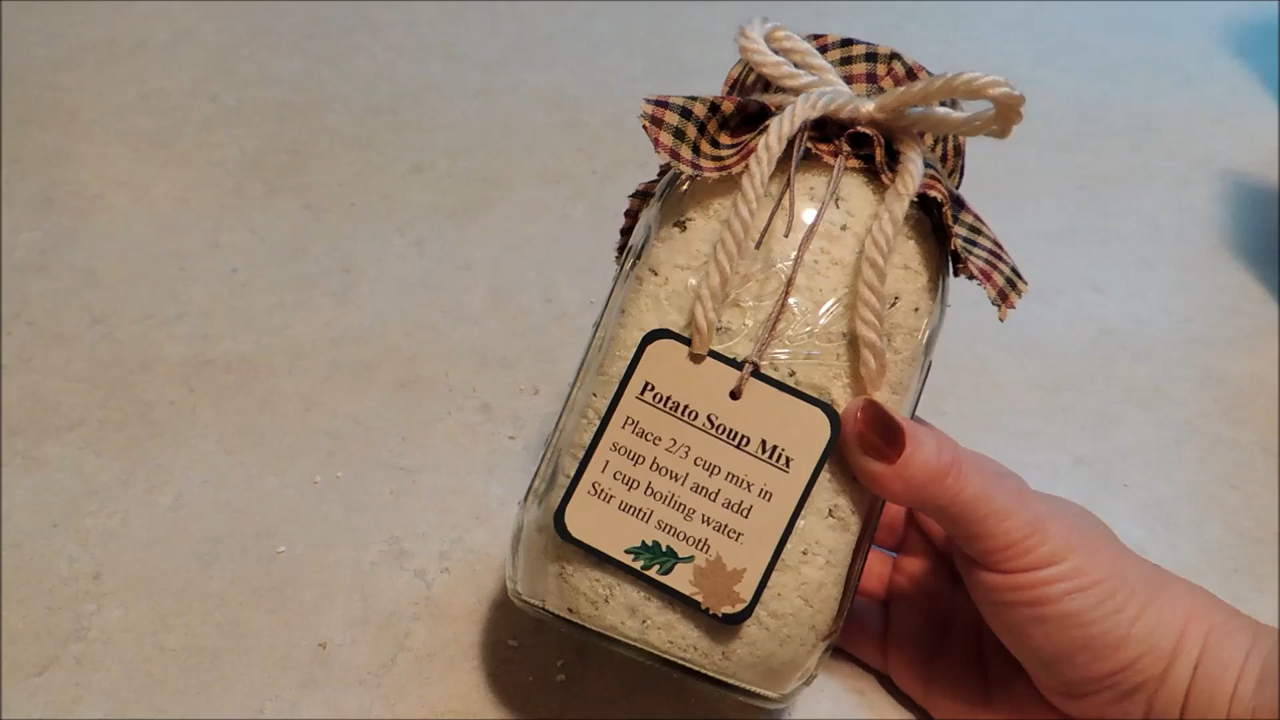 Potato Soup Mix
Place 2/3 cup mix in
soup bowl and add
1 cup boiling water.
Stir until smooth.